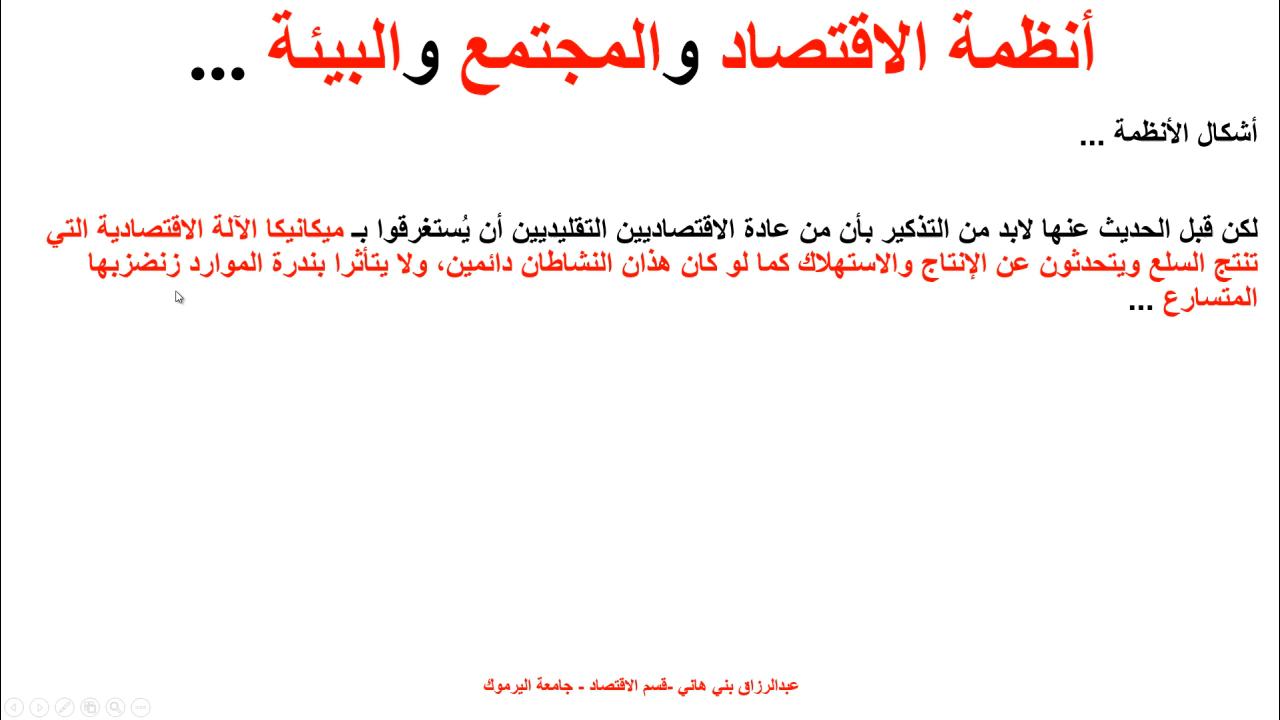 أنظمة الاقتصاد والمجتمع والبيئة ...
أشكال الأنظمة ...
لكن قبل الحديث عنها لابد من التذكير بأن من عادة الاقتصاديين التقليديين أن يُستغرقوا بـ ميكانيكا الآلة الاقتصادية التي
تنتج السلع ويتحدثون عن الإنتاج والاستهلاك كما لو كان هذان النشاطان دائمين، ولا يتأثرا بندرة الموارد زنضزبها
المتسارع ...
عبدالرزاق بني هاني -قسم الاقتصاد - جامعة اليرموك